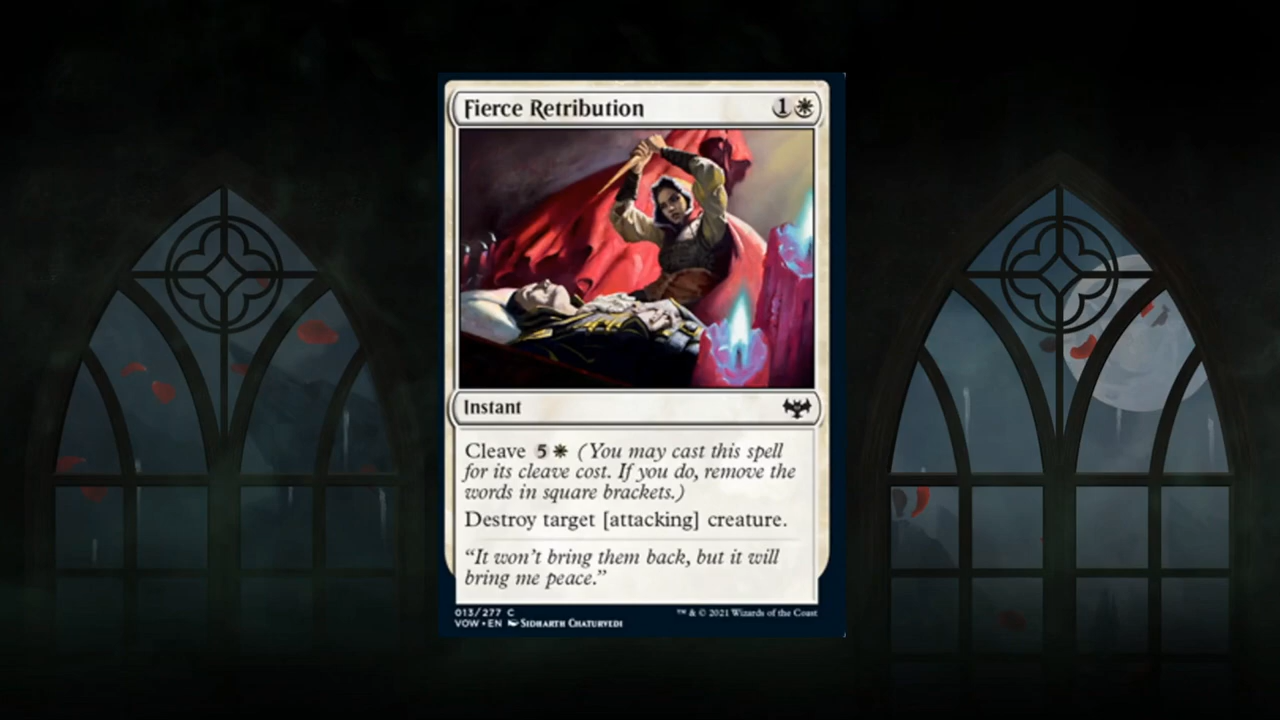 Fierce Retribution 1
Instant
Cleave 5 (You may cast this spell
for its cleave cost. If you do, remove the
words in square brackets.)
Destroy target [attacking] creature.
“It won’t bring them back, but it will
bring me peace.”
013/277 C
™ & © 2021 Wizards of the Coast
VOW • EN Sidharth Chaturvedi